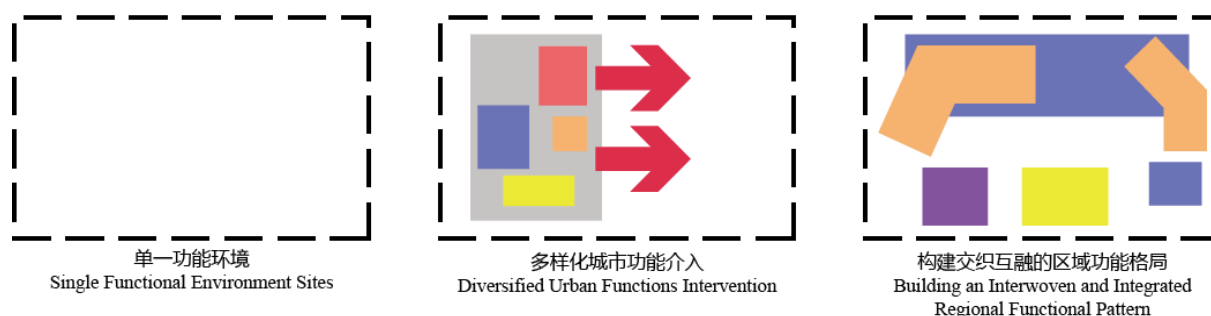 单一功能环境
Single Functional Environment Sites
多样化城市功能介入
Diversified Urban Functions Intervention
构建交织互融的区域功能格局
Building an Interwoven and Integrated
Regional Functional Pattern